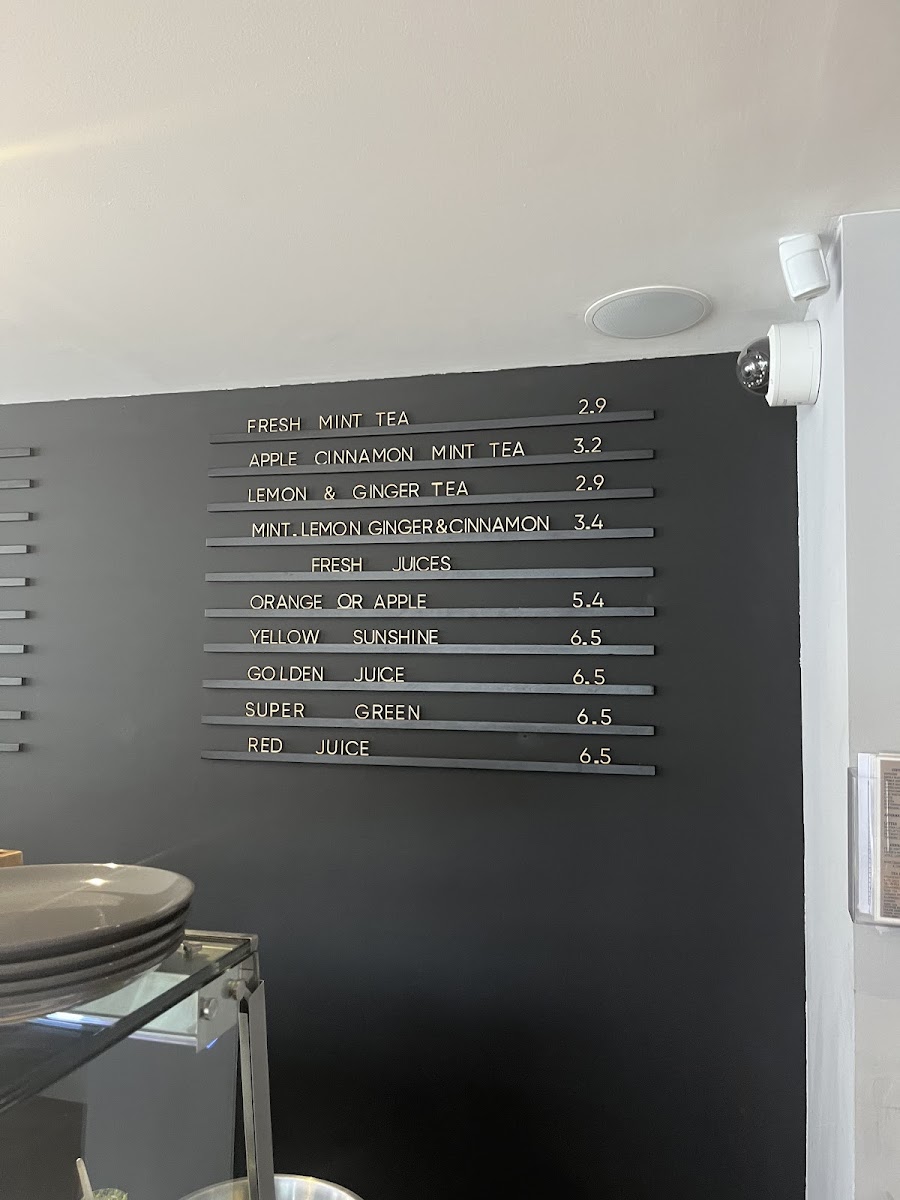 FRESH MINT TEA 2.9
APPLE CINNAMON MINT TEA 3.2
LEMON & GINGER TEA 2.9
MINT.LEMON GINGER&CINNAMON 3.4
FRESH JUICES
ORANGE OR APPLE 5.4
YELLOW SUNSHINE 6.5
GOLDEN JUICE 6.5
SUPER GREEN 6.5
RED JUICE 6.5